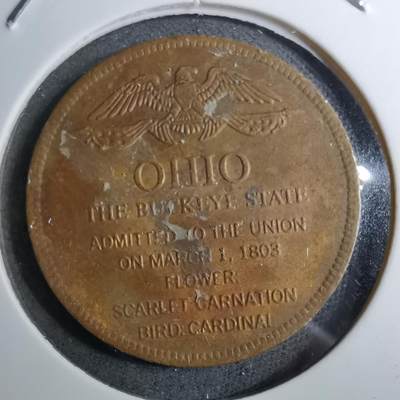 OHIO
THE BUCKEYE STATE
ADMITTED TO THE UNION
ON MARCH 1, 1803
FLOWER,
SCARLET CARNATION
BIRD, CARDINAL